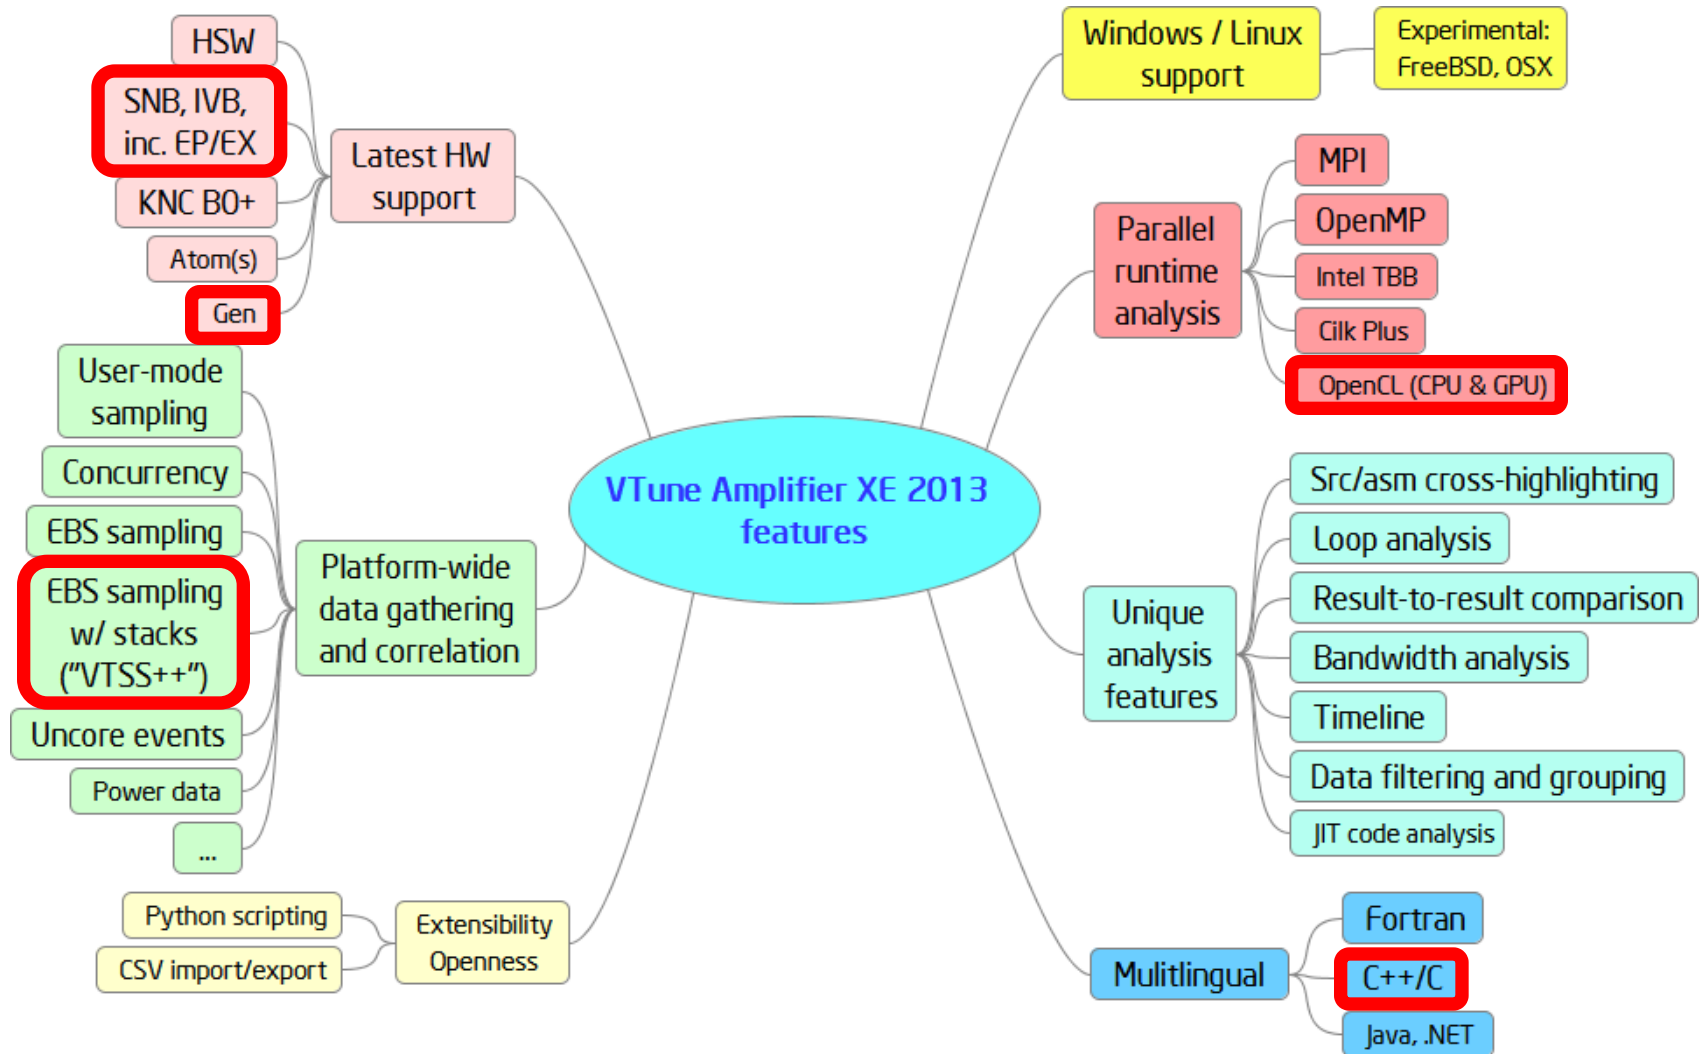 HSW
SNB, IVB,
inc. EP/EX
KNC B0+
Atom(s)
Gen
Latest HW
support
User-mode
sampling
Concurrency
EBS sampling
EBS sampling
w/ stacks
("VTSS++")
Uncore events
Power data
...
Platform-wide
data gathering
and correlation
Python scripting
CSV import/export
Extensibility
Openness
VTune Amplifier XE 2013
features
Windows / Linux
support
Experimental:
FreeBSD, OSX
Parallel
runtime
analysis
MPI
OpenMP
Intel TBB
Cilk Plus
OpenCL (CPU & GPU)
Unique
analysis
features
Src/asm cross-highlighting
Loop analysis
Result-to-result comparison
Bandwidth analysis
Timeline
Data filtering and grouping
JIT code analysis
Mulitlingual
Fortran
C++/C
Java, .NET